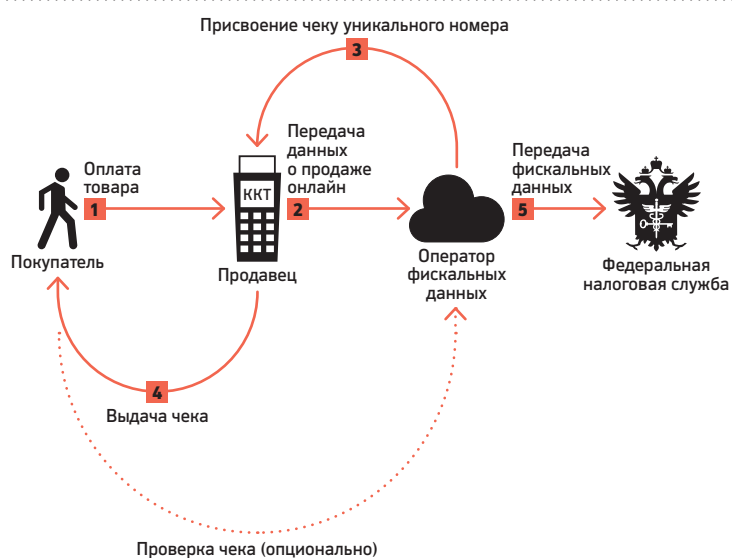 Присвоение чеку уникального номера
3
Оплата
товара
1
Передача
данных
о продаже
онлайн
2
Передача
фискальных
данных
5
ККТ
Покупатель
Продавец
Оператор
фискальных
данных
Федеральная
налоговая служба
4
Выдача чека
Проверка чека (опционально)